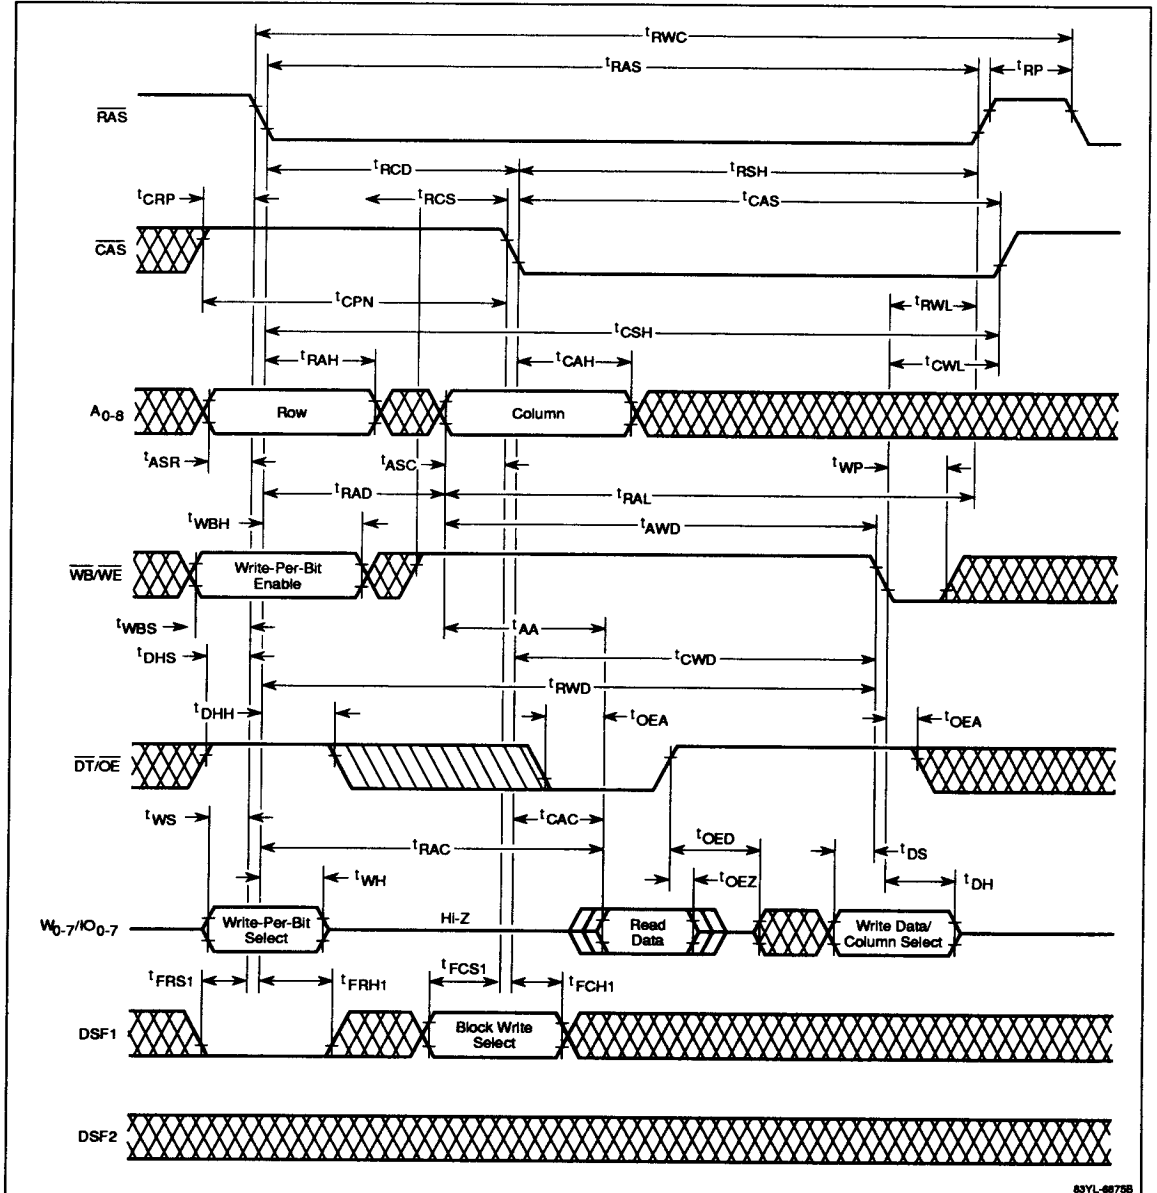 tRWC
tRAS
tRP
RAS
tRCD
tRSH
tCRP
tRCS
tCAS
CAS
tCPN
tRWL
tCSH
tRAH
tCAH
tCWL
A0-8
Row
Column
tASR
tASC
tWP
tRAD
tRAL
tWBH
tAWD
WB/WE
Write-Per-Bit
Enable
tWBS
tAA
tDHS
tCWD
tRWD
tDHH
tOEA
tOEA
DT/OE
tWS
tCAC
tRAC
tOED
tDS
tWH
tOEZ
tDH
W0-7/IO0-7
Write-Per-Bit
Select
Hi-Z
Read
Data
Write Data/
Column Select
tFRS1
tFRH1
tFCS1
tFCH1
DSF1
Block Write
Select
DSF2
83YL-6875B